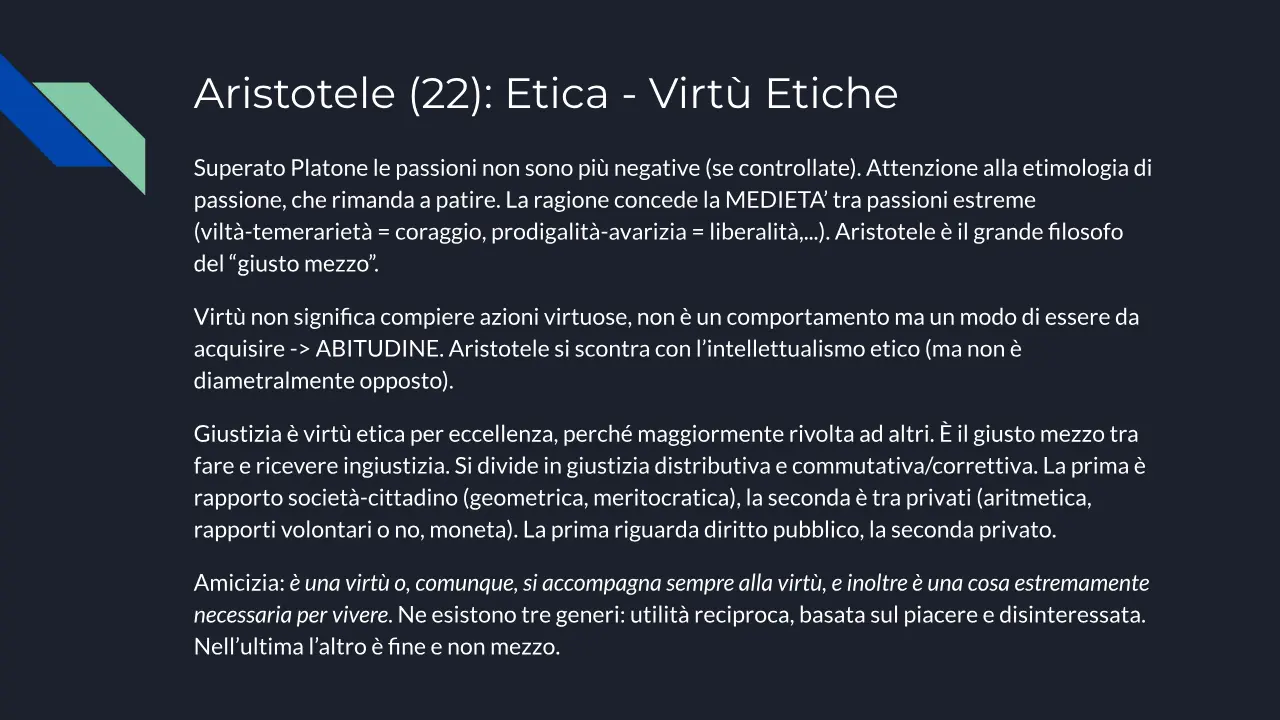 Aristotele (22): Etica - Virtù Etiche
Superato Platone le passioni non sono più negative (se controllate). Attenzione alla etimologia di
passione, che rimanda a patire. La ragione concede la MEDIETA’ tra passioni estreme
(viltà-temerarietà = coraggio, prodigalità-avarizia = liberalità,...). Aristotele è il grande filosofo
del “giusto mezzo”.
Virtù non significa compiere azioni virtuose, non è un comportamento ma un modo di essere da
acquisire -> ABITUDINE. Aristotele si scontra con l’intellettualismo etico (ma non è
diametralmente opposto).
Giustizia è virtù etica per eccellenza, perché maggiormente rivolta ad altri. È il giusto mezzo tra
fare e ricevere ingiustizia. Si divide in giustizia distributiva e commutativa/correttiva. La prima è
rapporto società-cittadino (geometrica, meritocratica), la seconda è tra privati (aritmetica,
rapporti volontari o no, moneta). La prima riguarda diritto pubblico, la seconda privato.
Amicizia: è una virtù o, comunque, si accompagna sempre alla virtù, e inoltre è una cosa estremamente
necessaria per vivere. Ne esistono tre generi: utilità reciproca, basata sul piacere e disinteressata.
Nell’ultima l’altro è fine e non mezzo.